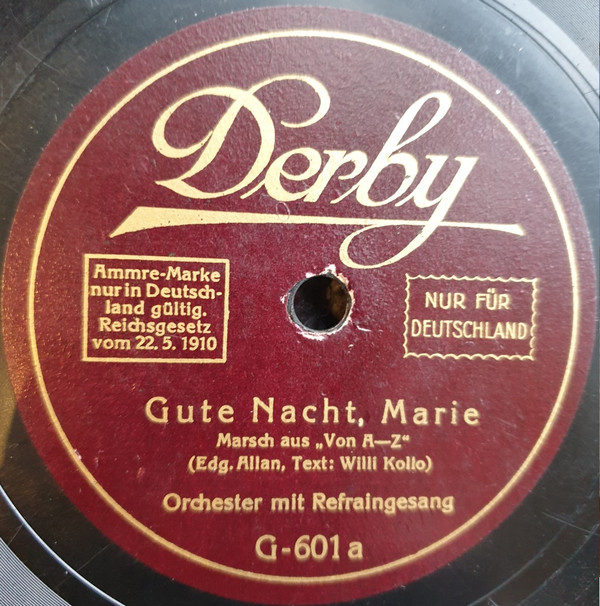 Derby
Ammre-Marke
nur in Deutsch-
land gültig.
Reichsgesetz
vom 22. 5. 1910
NUR FÜR
DEUTSCHLAND
Gute Nacht, Marie
Marsch aus „Von A—Z“
(Edg. Allan, Text: Willi Kollo)
Orchester mit Refraingesang
G-601a